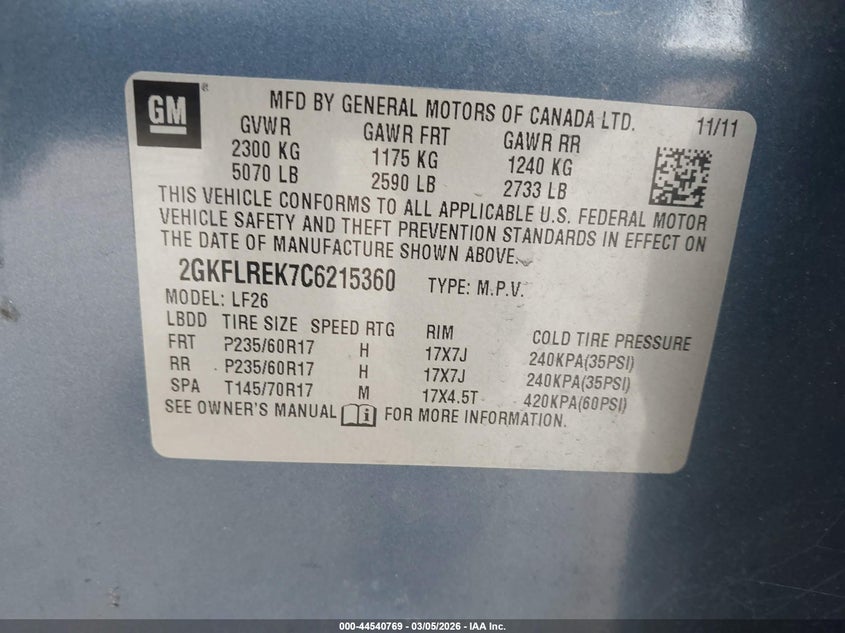 GM ®
MFD BY GENERAL MOTORS OF CANADA LTD. 11/11
GVWR GAWR FRT GAWR RR
2300 KG 1175 KG 1240 KG
5070 LB 2590 LB 2733 LB
THIS VEHICLE CONFORMS TO ALL APPLICABLE U.S. FEDERAL MOTOR
VEHICLE SAFETY AND THEFT PREVENTION STANDARDS IN EFFECT ON
THE DATE OF MANUFACTURE SHOWN ABOVE.
2GKFLREK7C6215360 TYPE: M.P.V.
MODEL: LF26
LBDD TIRE SIZE SPEED RTG RIM COLD TIRE PRESSURE
FRT P235/60R17 H 17X7J 240KPA(35PSI)
RR P235/60R17 H 17X7J 240KPA(35PSI)
SPA T145/70R17 M 17X4.5T 420KPA(60PSI)
SEE OWNER'S MANUAL i FOR MORE INFORMATION.
000-44540769 - 03/05/2026 - IAA Inc.